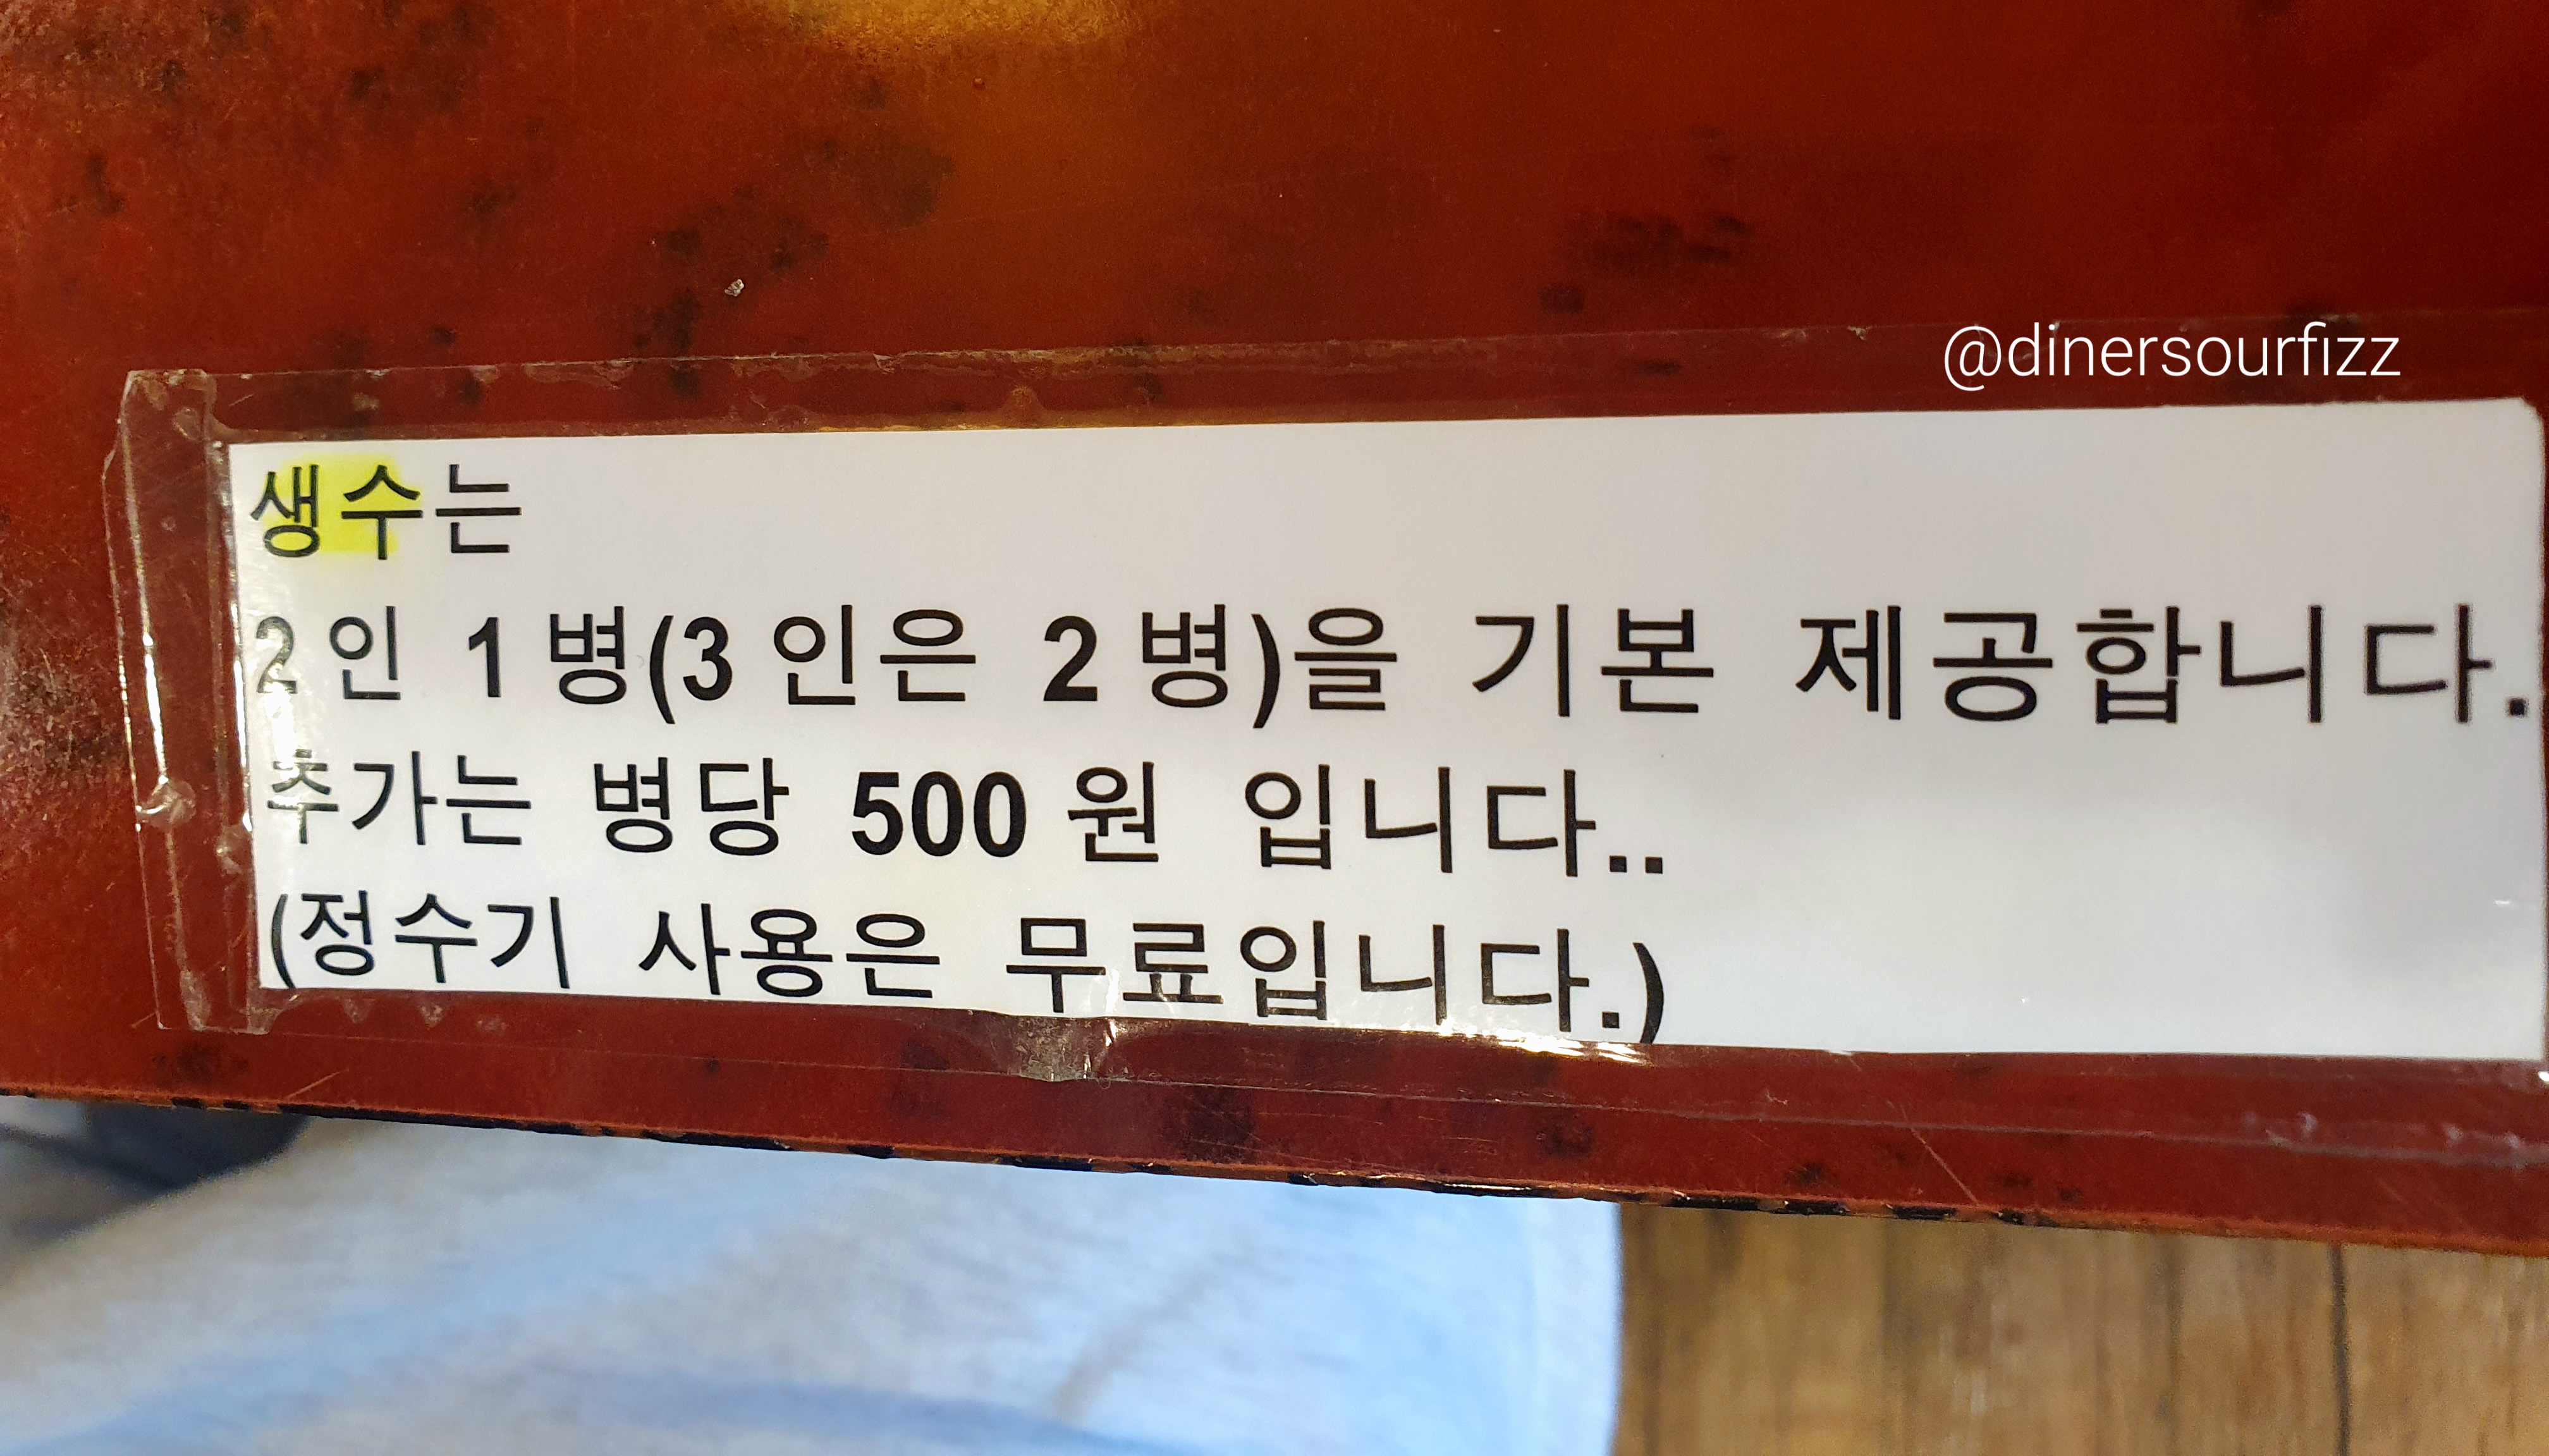 @dinersourfizz
생수는
2인 1병(3인은 2병)을 기본 제공합니다.
추가는 병당 500원 입니다..
(정수기 사용은 무료입니다.)